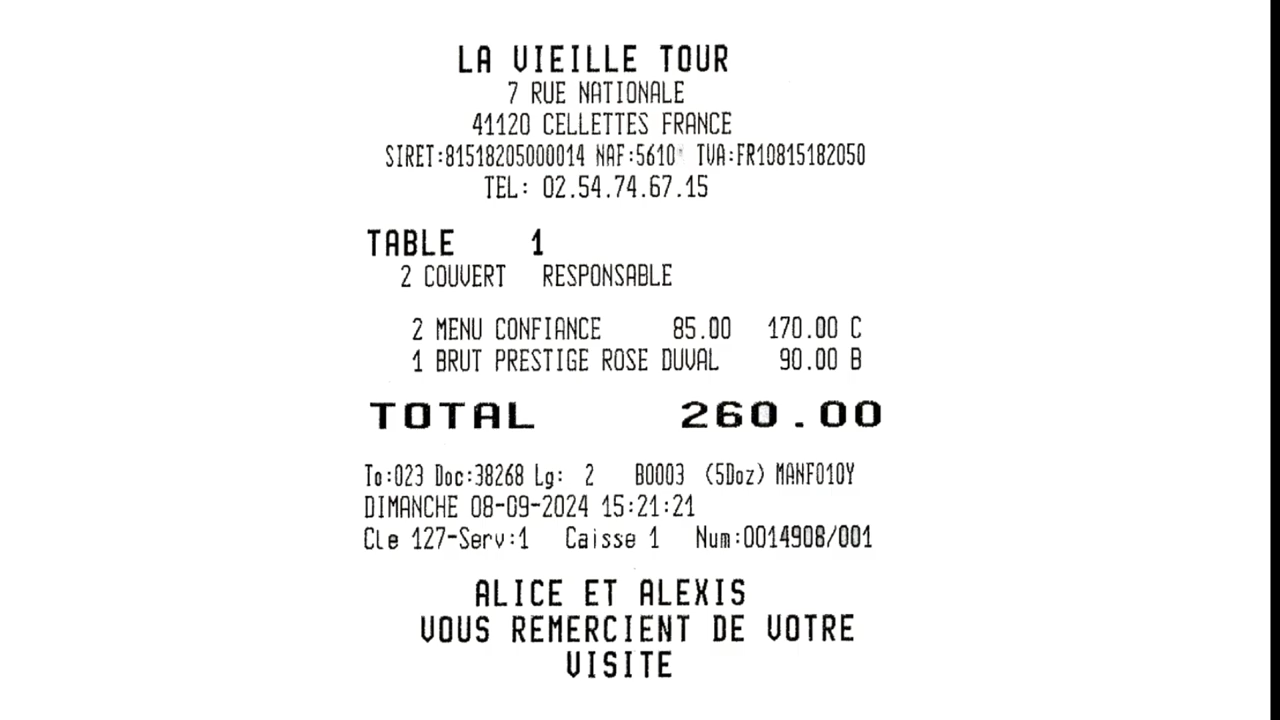 LA VIEILLE TOUR
7 RUE NATIONALE
41120 CELLETTES FRANCE
SIRET:81518205000014 NAF:5610 TVA:FR10815182050
TEL: 02.54.74.67.15
TABLE 1
2 COUVERT RESPONSABLE
2 MENU CONFIANCE 85.00 170.00 C
1 BRUT PRESTIGE ROSE DUVAL 90.00 B
TOTAL 260.00
To:023 Doc:38268 Lg: 2 B0003 (5Doz) MANF010Y
DIMANCHE 08-09-2024 15:21:21
Cle 127-Serv:1 Caisse 1 Num:0014908/001
ALICE ET ALEXIS
VOUS REMERCIENT DE VOTRE
VISITE